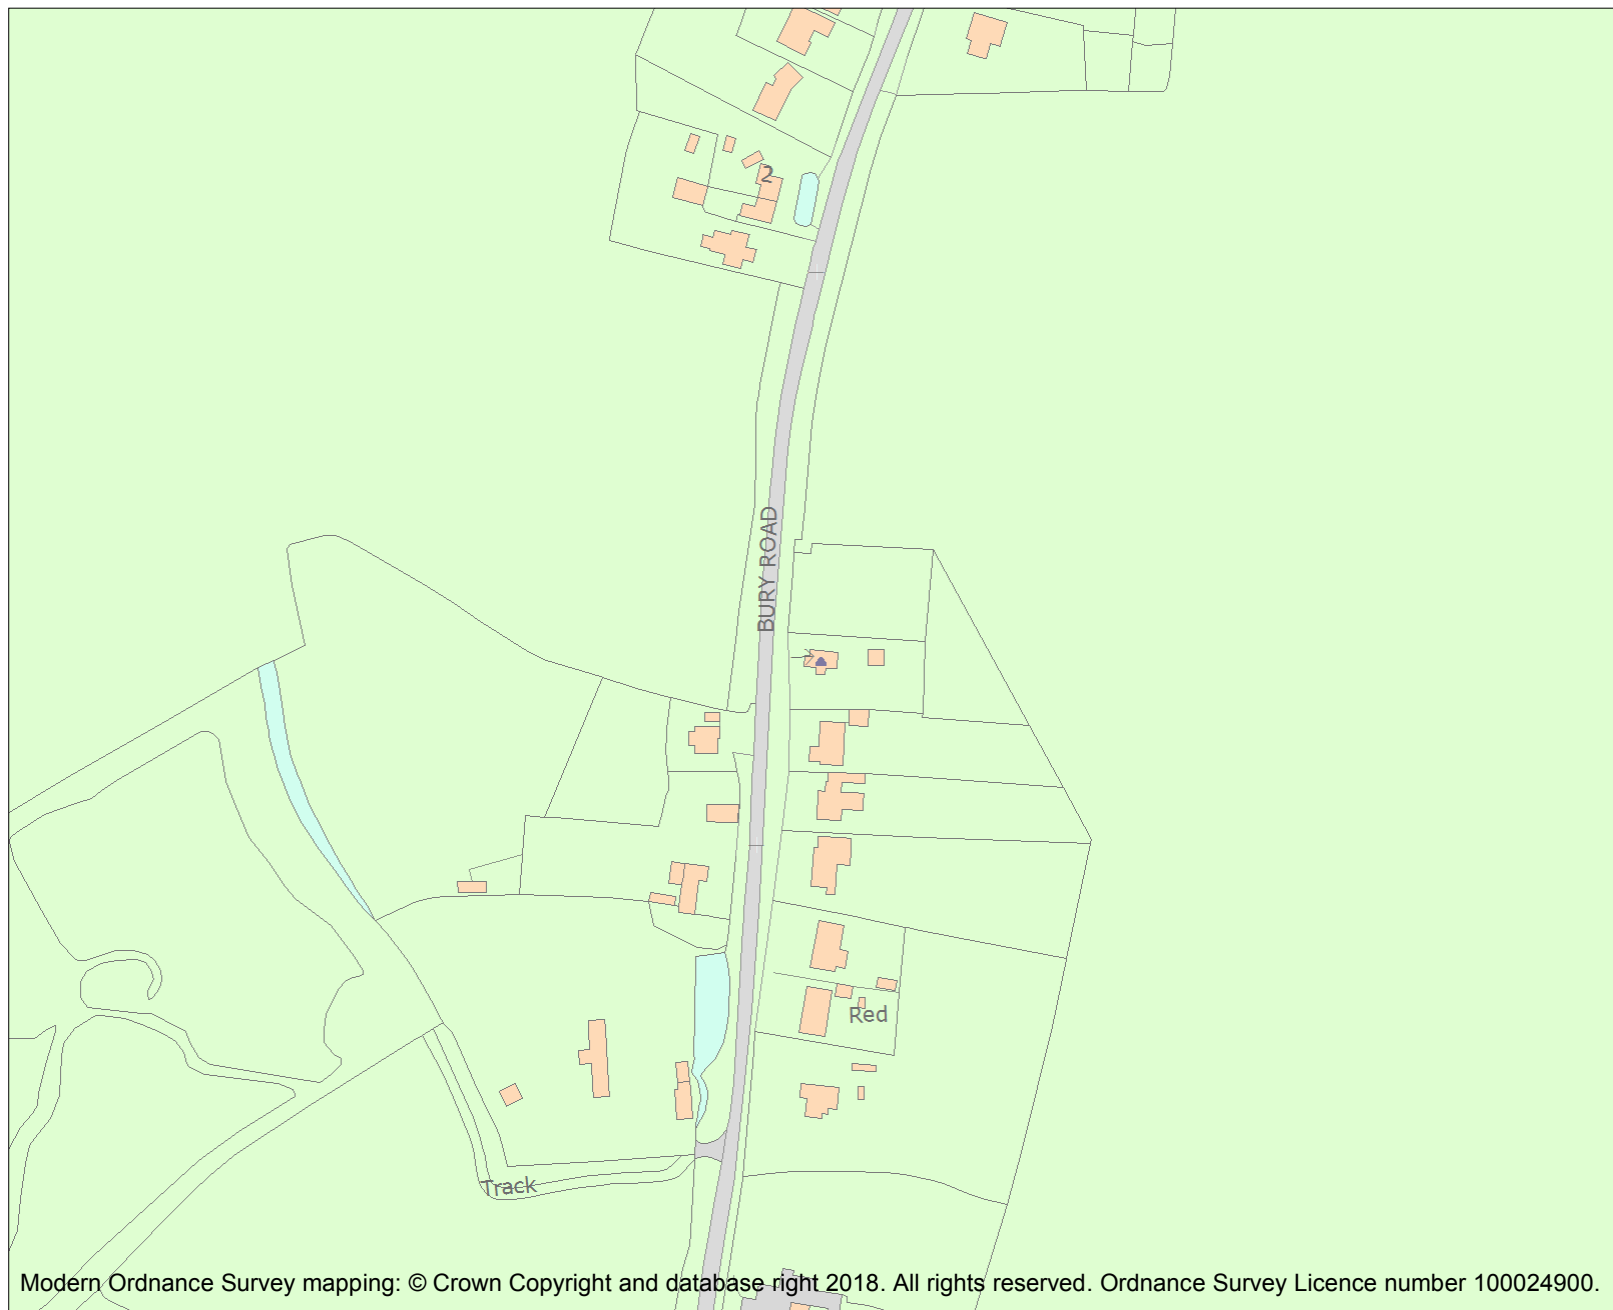 2
BURY ROAD
Red
Track
Modern Ordnance Survey mapping: © Crown Copyright and database right 2018. All rights reserved. Ordnance Survey Licence number 100024900.